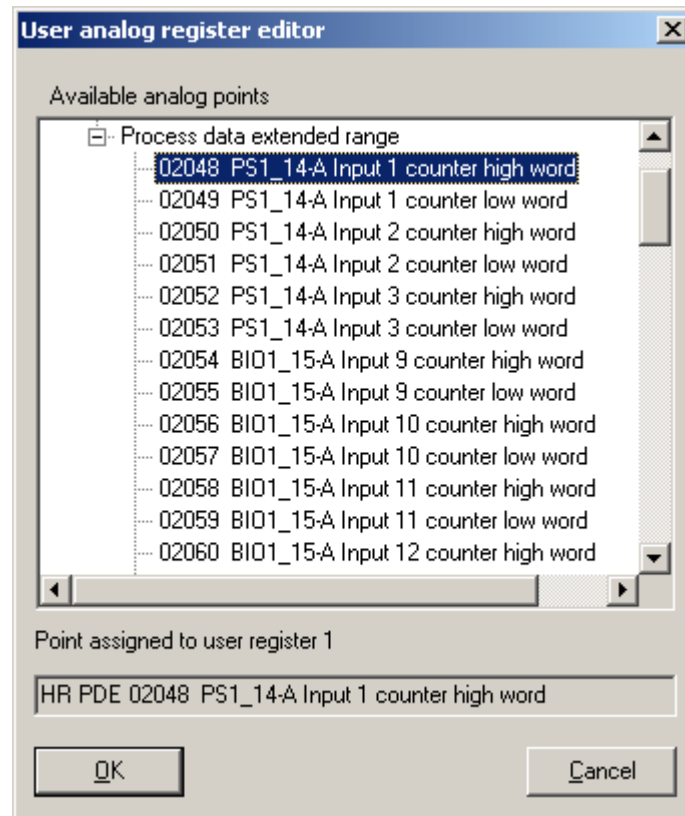 User analog register editor
Available analog points
Process data extended range
02048 PS1_14-A Input 1 counter high word
02049 PS1_14-A Input 1 counter low word
02050 PS1_14-A Input 2 counter high word
02051 PS1_14-A Input 2 counter low word
02052 PS1_14-A Input 3 counter high word
02053 PS1_14-A Input 3 counter low word
02054 BIO1_15-A Input 9 counter high word
02055 BIO1_15-A Input 9 counter low word
02056 BIO1_15-A Input 10 counter high word
02057 BIO1_15-A Input 10 counter low word
02058 BIO1_15-A Input 11 counter high word
02059 BIO1_15-A Input 11 counter low word
02060 BIO1_15-A Input 12 counter high word
Point assigned to user register 1
HR PDE 02048 PS1_14-A Input 1 counter high word
OK Cancel